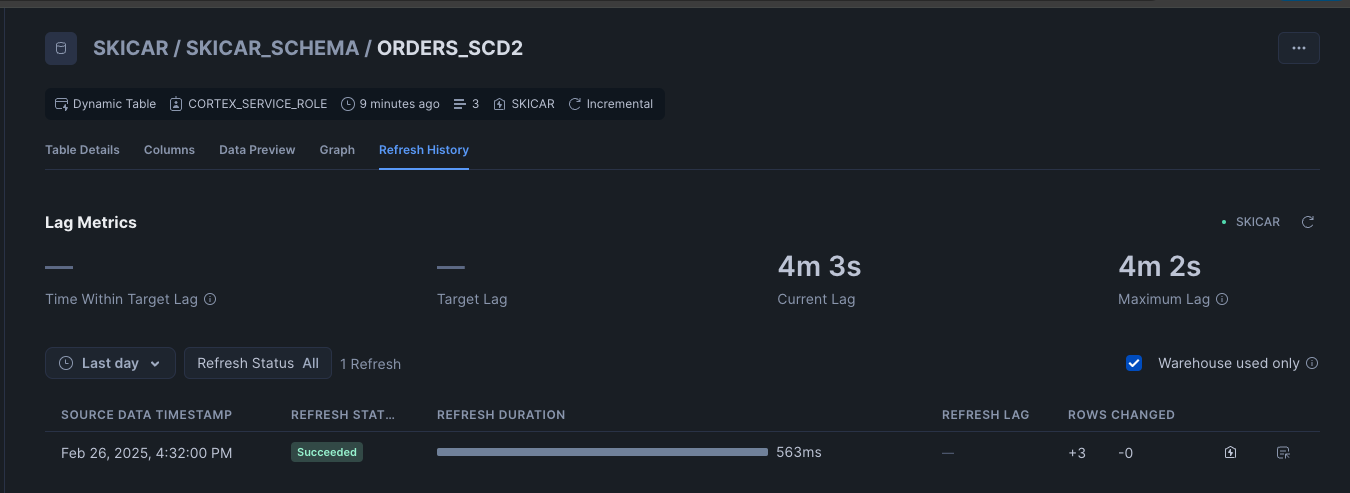 SKICAR / SKICAR_SCHEMA / ORDERS_SCD2
Dynamic Table CORTEX_SERVICE_ROLE 9 minutes ago 3 SKICAR Incremental
Table Details Columns Data Preview Graph Refresh History
Lag Metrics SKICAR
— — 4m 3s 4m 2s
Time Within Target Lag Target Lag Current Lag Maximum Lag
Last day Refresh Status All 1 Refresh Warehouse used only
SOURCE DATA TIMESTAMP REFRESH STAT... REFRESH DURATION REFRESH LAG ROWS CHANGED
Feb 26, 2025, 4:32:00 PM Succeeded 563ms — +3 -0